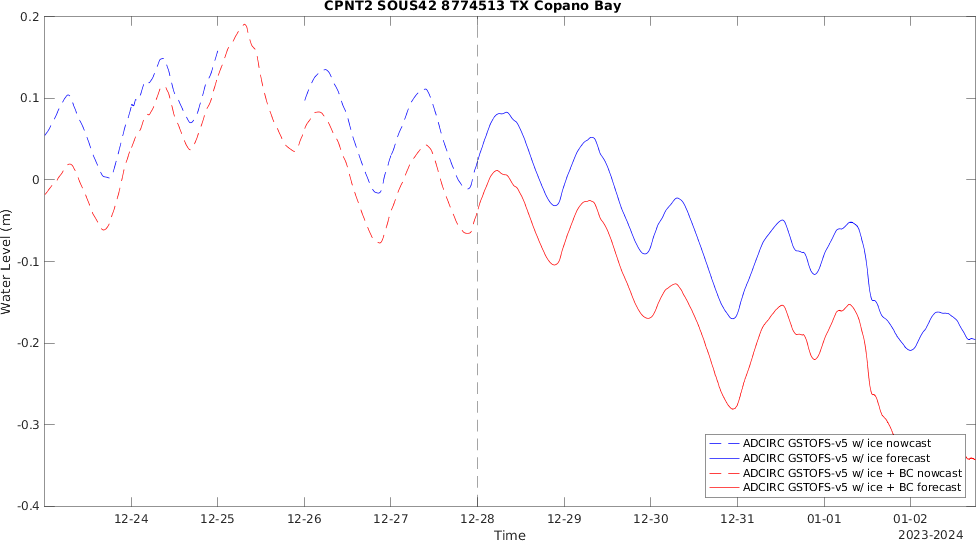 CPNT2 SOUS42 8774513 TX Copano Bay
Water Level (m)
0.2
0.1
0
-0.1
-0.2
-0.3
-0.4
ADCIRC GSTOFS-v5 w/ ice nowcast
ADCIRC GSTOFS-v5 w/ ice forecast
ADCIRC GSTOFS-v5 w/ ice + BC nowcast
ADCIRC GSTOFS-v5 w/ ice + BC forecast
12-24 12-25 12-26 12-27 12-28 12-29 12-30 12-31 01-01 01-02
Time
2023-2024